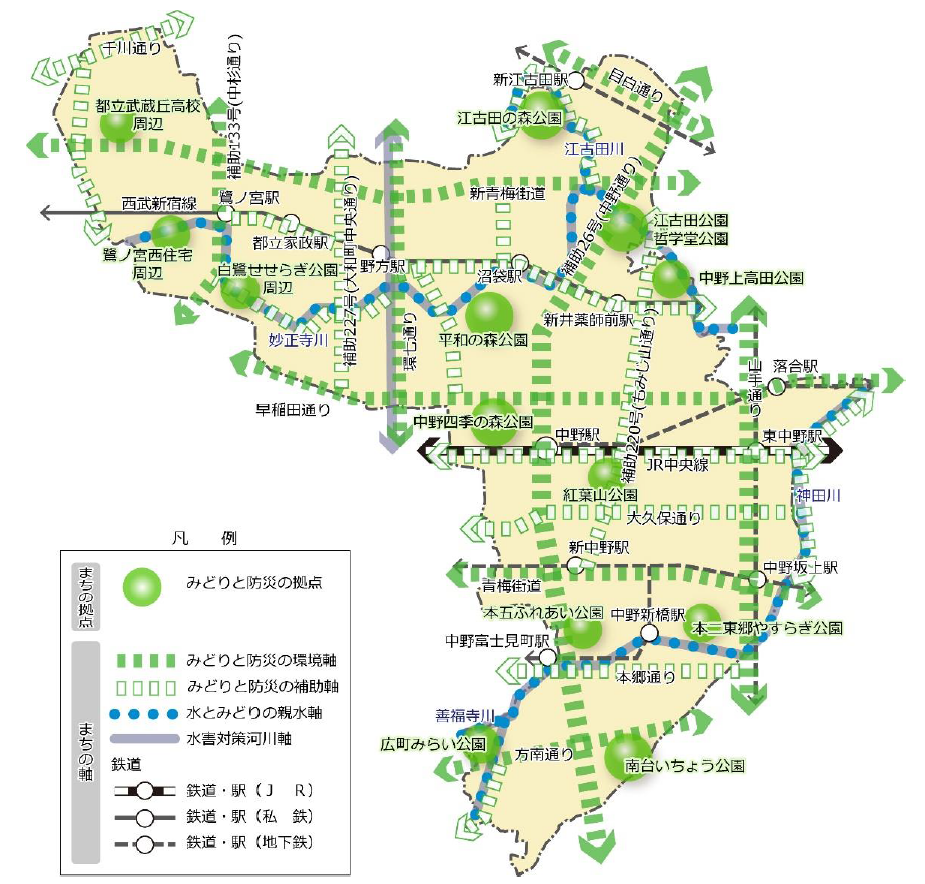 千川通り
補助133号(中杉通り)
都立武蔵丘高校
周辺
新江古田駅
目白通り
江古田の森公園
江古田川
西武新宿線
鷺ノ宮駅
新青梅街道
都立家政駅
鷺ノ宮西住宅
周辺
白鷺せせらぎ公園
周辺
補助227号(大和町中央通り)
野方駅
沼袋駅
補助26号(中野通り)
江古田公園
哲学堂公園
中野上高田公園
妙正寺川
環七通り
平和の森公園
新井薬師前駅
補助220号(もみじ山通り)
山手通り
落合駅
早稲田通り
中野四季の森公園
中野駅
東中野駅
JR中央線
紅葉山公園
神田川
大久保通り
新中野駅
青梅街道
中野坂上駅
本五ふれあい公園
中野新橋駅
本二東郷やすらぎ公園
中野富士見町駅
本郷通り
善福寺川
広町みらい公園
方南通り
南台いちょう公園
凡 例
まちの拠点
みどりと防災の拠点
まちの軸
みどりと防災の環境軸
みどりと防災の補助軸
水とみどりの親水軸
水害対策河川軸
鉄道
鉄道・駅(J R)
鉄道・駅(私 鉄)
鉄道・駅(地下鉄)